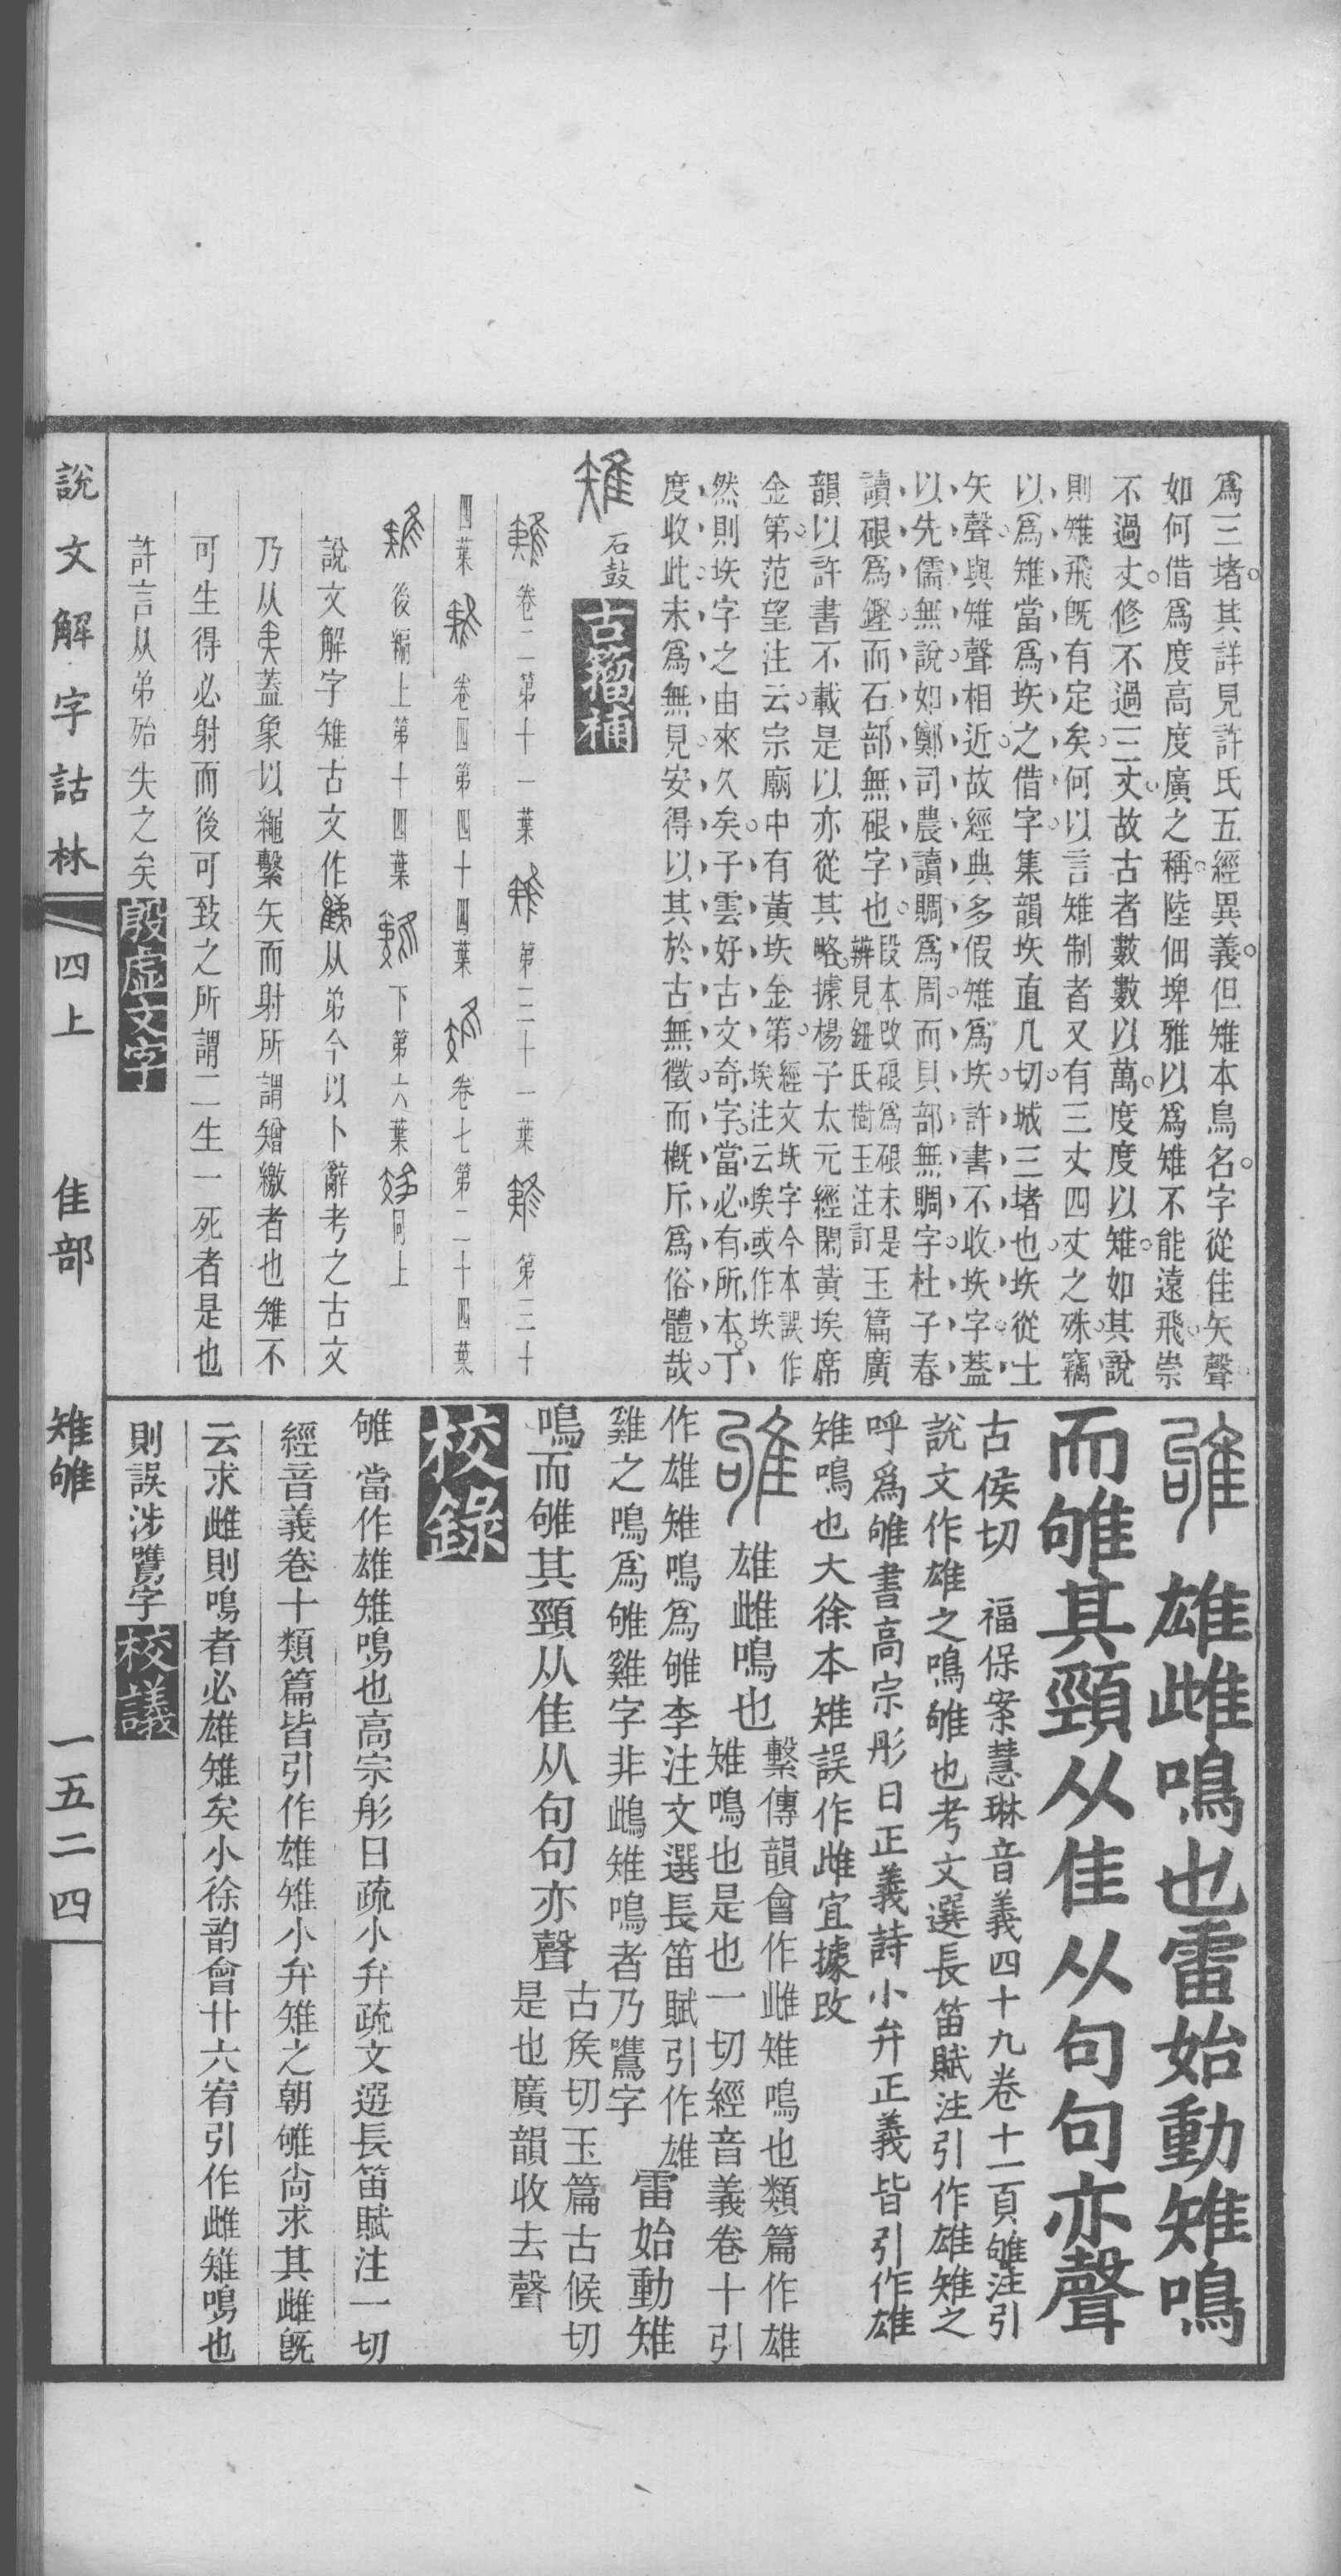 爲三堵其詳見許氏五經異義但雉本鳥名字從隹矢聲
如何借爲度高度廣之稱陸佃埤雅以爲雉不能遠飛崇
不過丈修不過三丈故古者數數以萬度度以雉如其說
則雉飛旣有定矣何以言雉制者又有三丈四丈之殊竊
以爲雉當爲垁之借字集韻垁直几切城三堵也垁從土
矢聲與雉聲相近故經典多假雉爲垁許書不收垁字蓋
以先儒無說如鄭司農讀賙爲周而貝部無賙字杜子春
讀硍爲鏗而石部無硍字也段本改硍爲硍未是
辨見鈕氏樹玉注訂玉篇廣
韻以許書不載是以亦從其略據楊子太元經閑黃埃席
金第范望注云宗廟中有黃垁金第經文垁字今本誤作
埃注云埃或作垁
然則垁字之由來久矣子雲好古文奇字當必有所本丁
度收此未爲無見安得以其於古無徵而槪斥爲俗體哉
石鼓古籀補
卷二第十一葉 第二十一葉 第三十
四葉 卷四第四十四葉 卷七第二十四葉
後編上第十四葉 下第六葉 同上
說文解字雉古文作从弟今以卜辭考之古文
乃从蓋象以繩繫矢而射所謂矰繳者也雉不
可生得必射而後可致之所謂二生一死者是也
許言从弟殆失之矣殷虛文字
雄雌鳴也雷始動雉鳴
而雊其頸从隹从句句亦聲
古侯切 福保案慧琳音義四十九卷十一頁雊注引
說文作雄之鳴雊也考文選長笛賦注引作雄雉之
呼爲雊書高宗肜日正義詩小弁正義皆引作雄
雉鳴也大徐本雉誤作雌宜據改
雄雌鳴也繫傳韻會作雌雉鳴也類篇作雄
雉鳴也是也一切經音義卷十引
作雄雉鳴爲雊李注文選長笛賦引作雄
雞之鳴爲雊雞字非鴟雉鳴者乃鷕字雷始動雉
鳴而雊其頸从隹从句句亦聲古矦切玉篇古候切
是也廣韻收去聲
校錄
雊當作雄雉鳴也高宗肜日疏小弁疏文選長笛賦注一切
經音義卷十類篇皆引作雄雉小弁雉之朝雊尙求其雌旣
云求雌則鳴者必雄雉矣小徐韵會廿六宥引作雌雉鳴也
則誤涉鷕字校議
說文解字詁林 四上 隹部 雉雊 一五二四